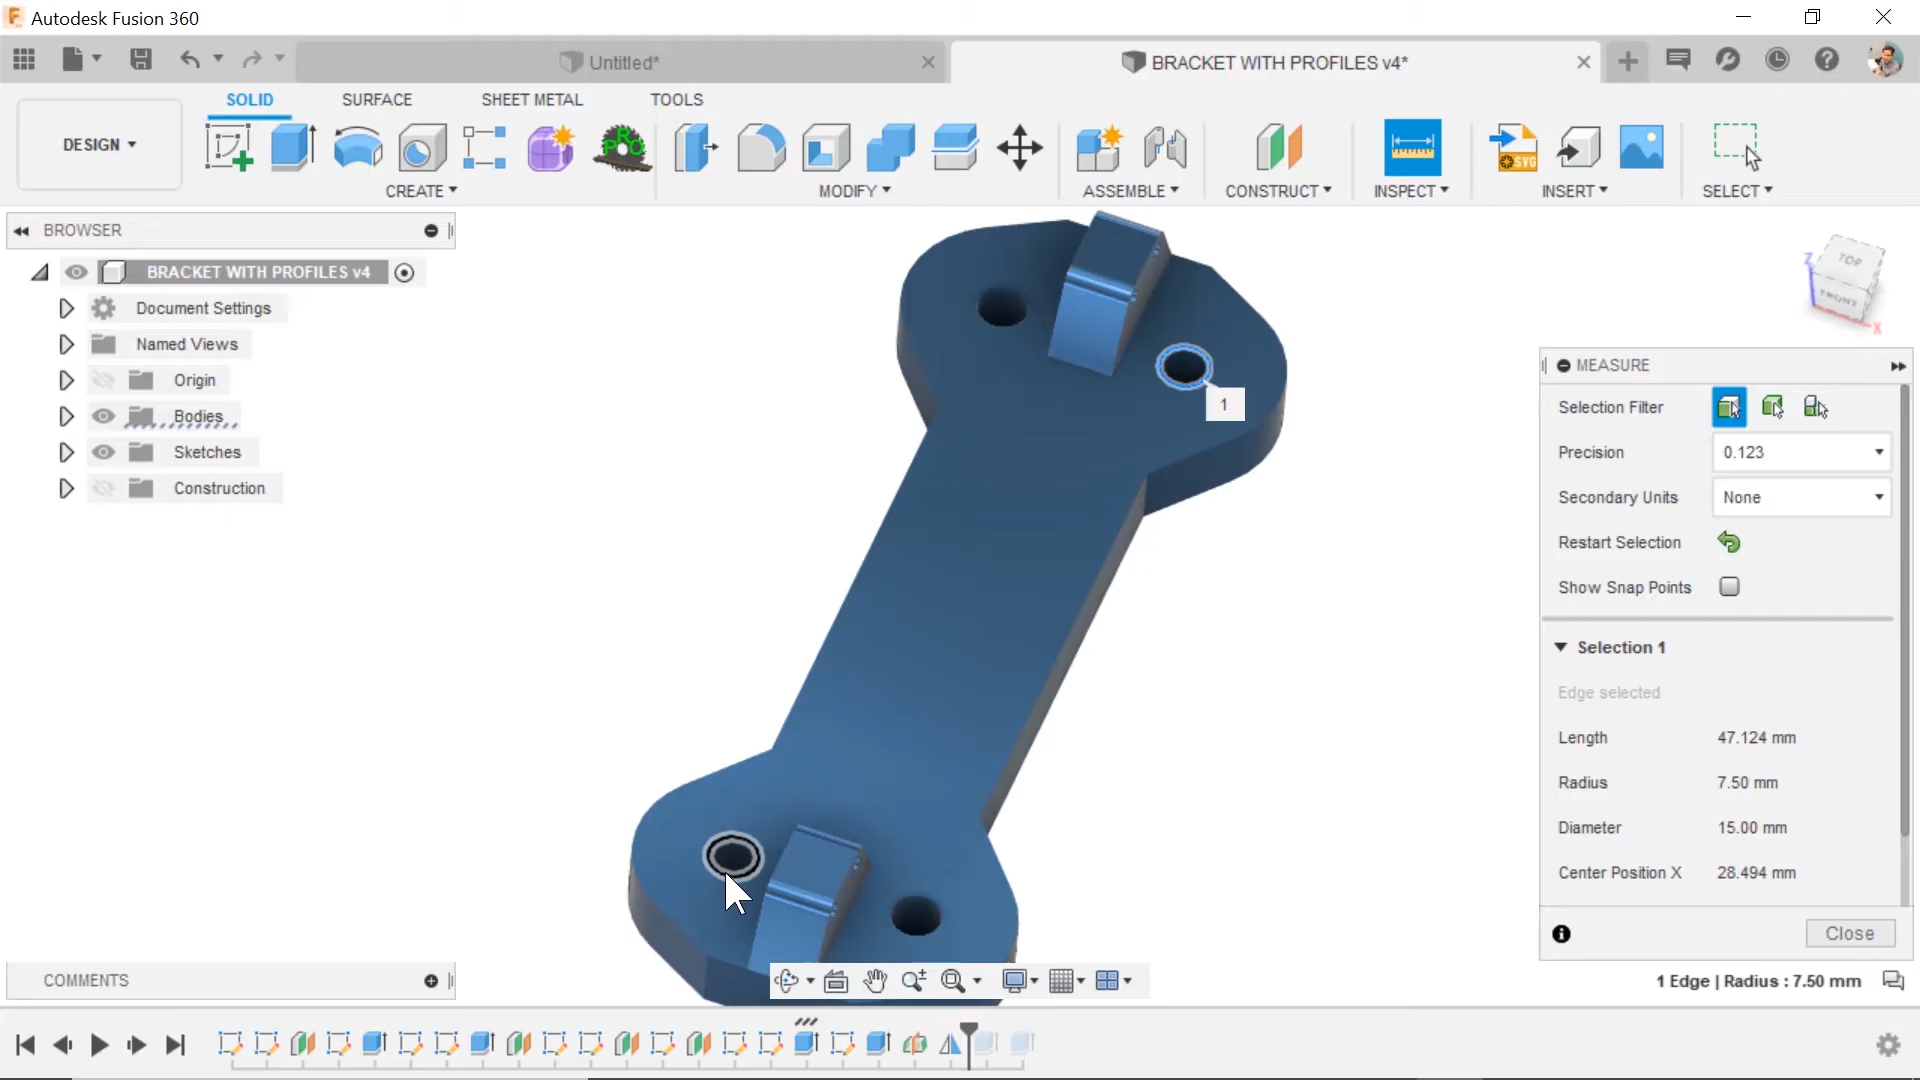 Autodesk Fusion 360
Untitled*
BRACKET WITH PROFILES v4*
DESIGN
SOLID
SURFACE
SHEET METAL
TOOLS
CREATE
MODIFY
ASSEMBLE
CONSTRUCT
INSPECT
INSERT
SELECT
SVG
BROWSER
BRACKET WITH PROFILES v4
Document Settings
Named Views
Origin
Bodies
Sketches
Construction
TOP
FRONT
Z
X
1
MEASURE
Selection Filter
Precision 0.123
Secondary Units None
Restart Selection
Show Snap Points
Selection 1
Edge selected
Length 47.124 mm
Radius 7.50 mm
Diameter 15.00 mm
Center Position X 28.494 mm
Close
COMMENTS
1 Edge | Radius : 7.50 mm